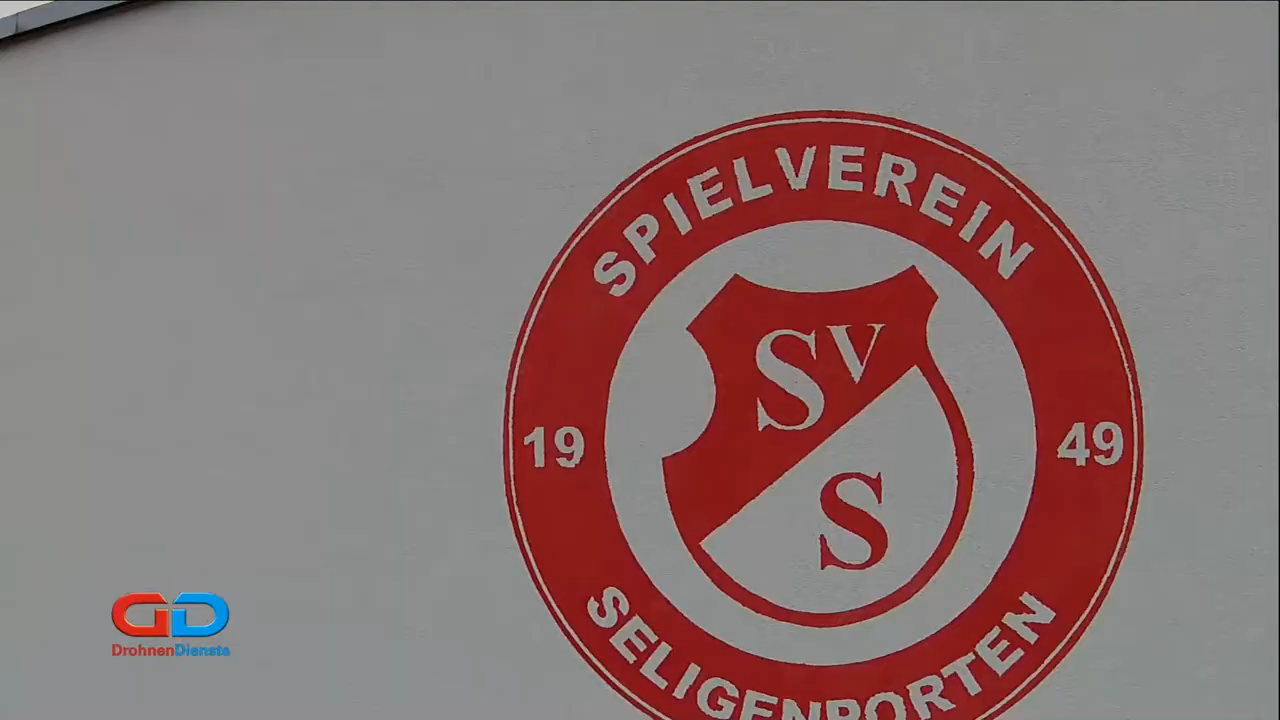 SPIELVEREIN
SV
19
49
S
SELIGENPORTEN
GD
DrohnenDienste